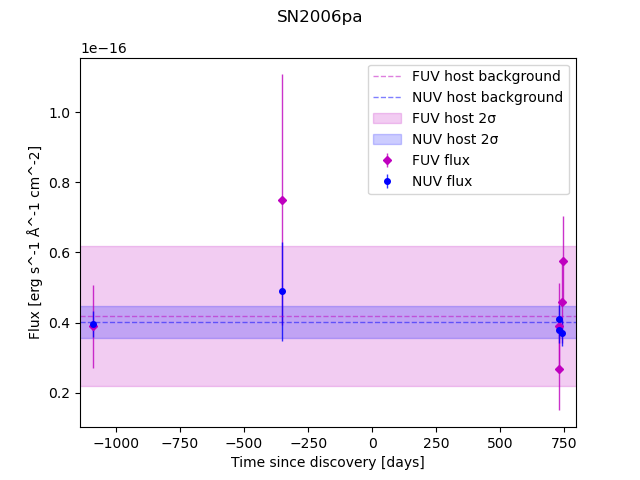 SN2006pa
1e−16
FUV host background
NUV host background
FUV host 2σ
NUV host 2σ
FUV flux
NUV flux
1.0
0.8
0.6
0.4
0.2
Flux [erg s^-1 Å^-1 cm^-2]
−1000 −750 −500 −250 0 250 500 750
Time since discovery [days]